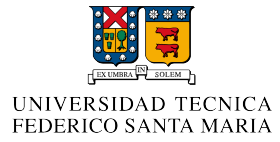 EX UMBRA IN SOLEM
UNIVERSIDAD TECNICA
FEDERICO SANTA MARIA